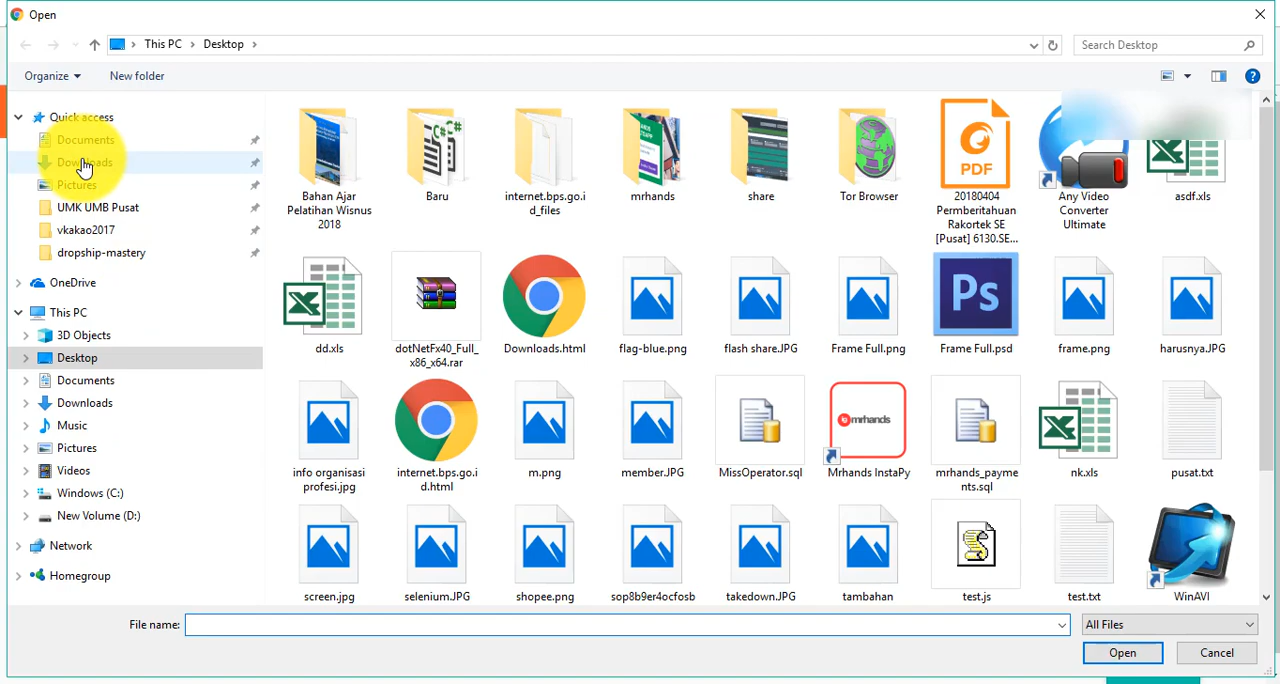 Open
This PC
Desktop
Search Desktop
Organize
New folder
Quick access
Documents
Downloads
Pictures
UMK UMB Pusat
vkakao2017
dropship-mastery
OneDrive
This PC
3D Objects
Desktop
Documents
Downloads
Music
Pictures
Videos
Windows (C:)
New Volume (D:)
Network
Homegroup
Bahan Ajar
Pelatihan Wisnus
2018
Baru
internet.bps.go.i
d_files
mrhands
share
Tor Browser
PDF
20180404
Permberitahuan
Rakortek SE
[Pusat] 6130.SE...
Any Video
Converter
Ultimate
asdf.xls
dd.xls
dotNetFx40_Full_
x86_x64.rar
Downloads.html
flag-blue.png
flash share.JPG
Frame Full.png
Ps
Frame Full.psd
frame.png
harusnya.JPG
info organisasi
profesi.jpg
internet.bps.go.i
d.html
m.png
member.JPG
MissOperator.sql
mrhands
Mrhands InstaPy
mrhands_payme
nts.sql
nk.xls
pusat.txt
screen.jpg
selenium.JPG
shopee.png
sop8b9er4ocfosb
takedown.JPG
tambahan
test.js
test.txt
WinAVI
File name:
All Files
Open
Cancel